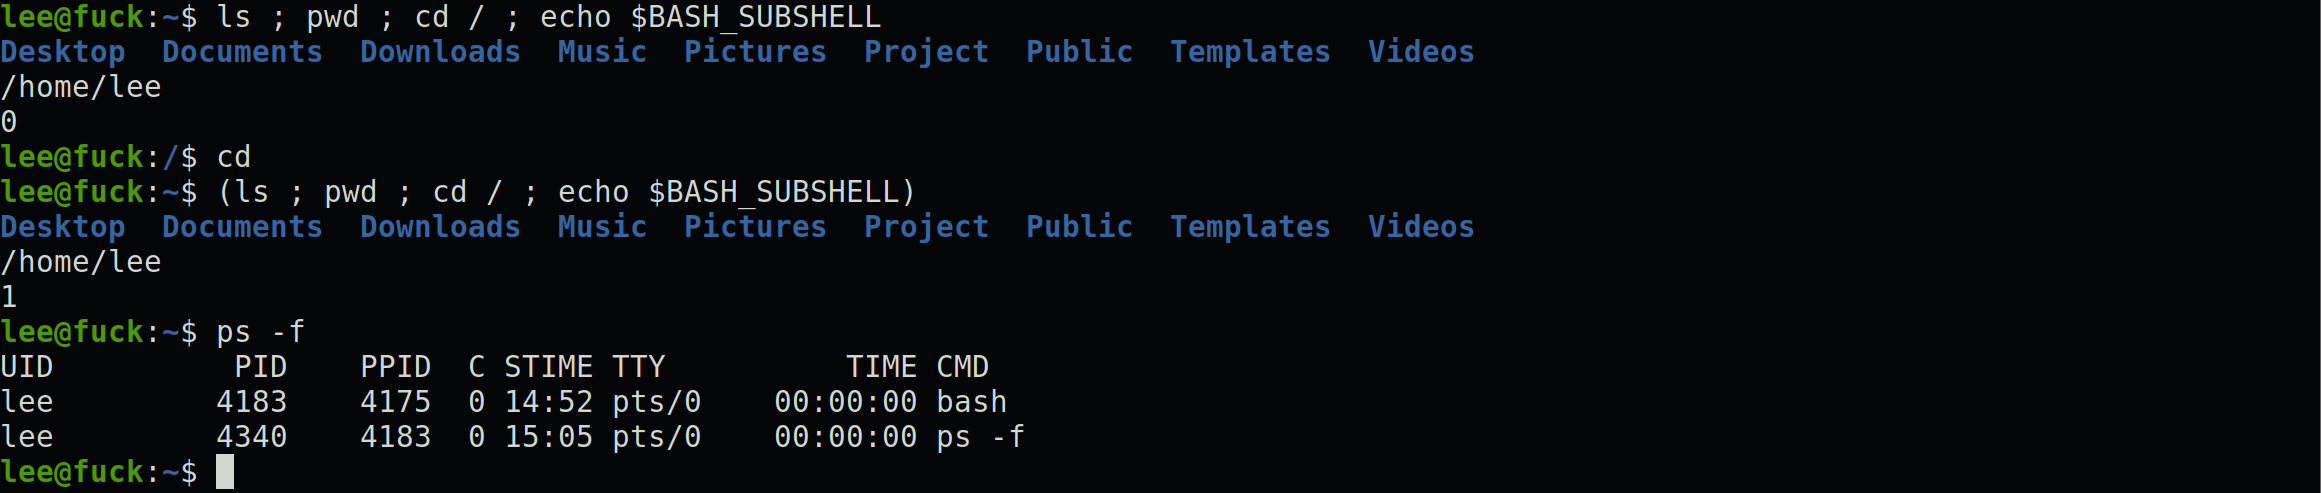 lee@fuck:~$ ls ; pwd ; cd / ; echo $BASH_SUBSHELL
Desktop  Documents  Downloads  Music  Pictures  Project  Public  Templates  Videos
/home/lee
0
lee@fuck:/$ cd
lee@fuck:~$ (ls ; pwd ; cd / ; echo $BASH_SUBSHELL)
Desktop  Documents  Downloads  Music  Pictures  Project  Public  Templates  Videos
/home/lee
1
lee@fuck:~$ ps -f
UID          PID    PPID  C STIME TTY          TIME CMD
lee         4183    4175  0 14:52 pts/0    00:00:00 bash
lee         4340    4183  0 15:05 pts/0    00:00:00 ps -f
lee@fuck:~$